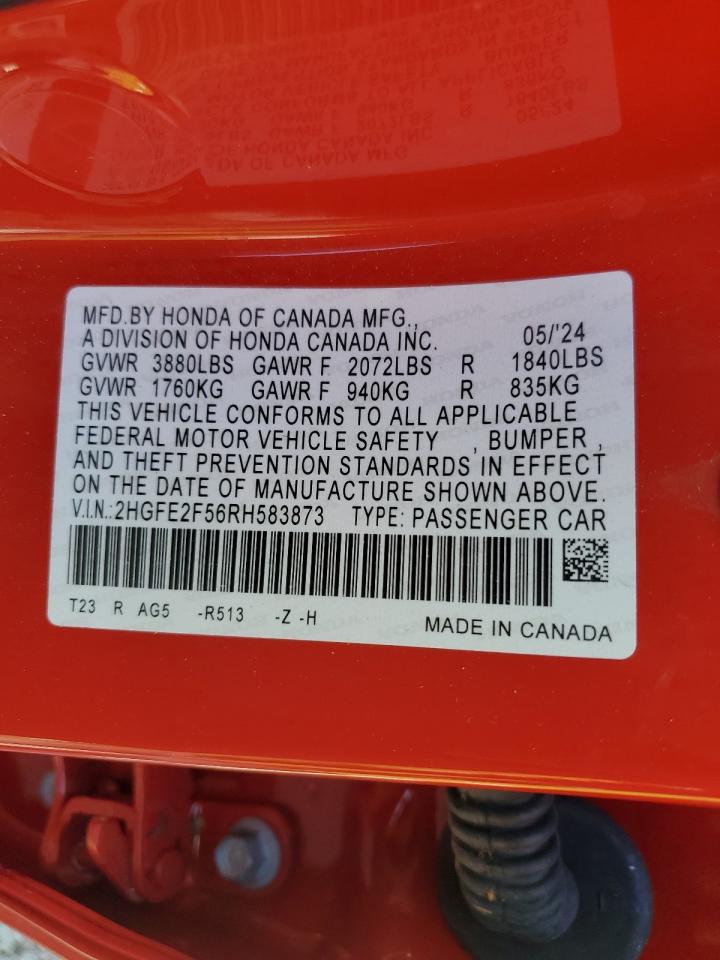 MFD.BY HONDA OF CANADA MFG.,
A DIVISION OF HONDA CANADA INC. 05/'24
GVWR 3880LBS GAWR F 2072LBS R 1840LBS
GVWR 1760KG GAWR F 940KG R 835KG
THIS VEHICLE CONFORMS TO ALL APPLICABLE
FEDERAL MOTOR VEHICLE SAFETY , BUMPER ,
AND THEFT PREVENTION STANDARDS IN EFFECT
ON THE DATE OF MANUFACTURE SHOWN ABOVE.
V.I.N.:2HGFE2F56RH583873 TYPE: PASSENGER CAR
T23 R AG5 -R513 -Z -H
MADE IN CANADA